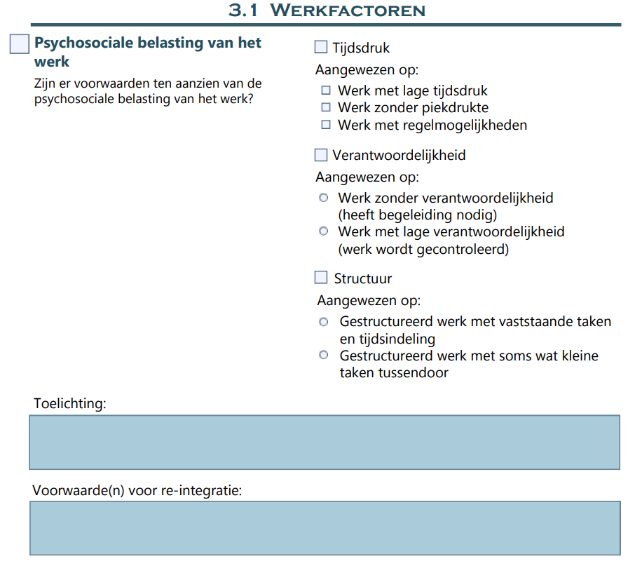 3.1 WERKFACTOREN
Psychosociale belasting van het
werk
Zijn er voorwaarden ten aanzien van de
psychosociale belasting van het werk?
Tijdsdruk
Aangewezen op:
Werk met lage tijdsdruk
Werk zonder piekdrukte
Werk met regelmogelijkheden
Verantwoordelijkheid
Aangewezen op:
Werk zonder verantwoordelijkheid
(heeft begeleiding nodig)
Werk met lage verantwoordelijkheid
(werk wordt gecontroleerd)
Structuur
Aangewezen op:
Gestructureerd werk met vaststaande taken
en tijdsindeling
Gestructureerd werk met soms wat kleine
taken tussendoor
Toelichting:
Voorwaarde(n) voor re-integratie: